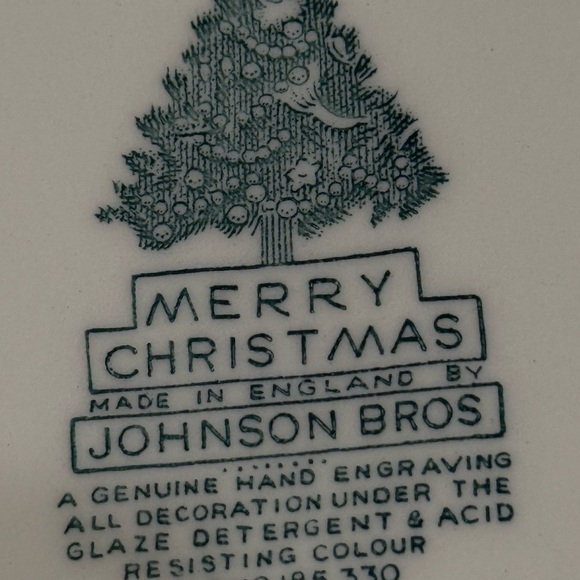 MERRY
CHRISTMAS
MADE IN ENGLAND BY
JOHNSON BROS
A GENUINE HAND ENGRAVING
ALL DECORATION UNDER THE
GLAZE DETERGENT & ACID
RESISTING COLOUR